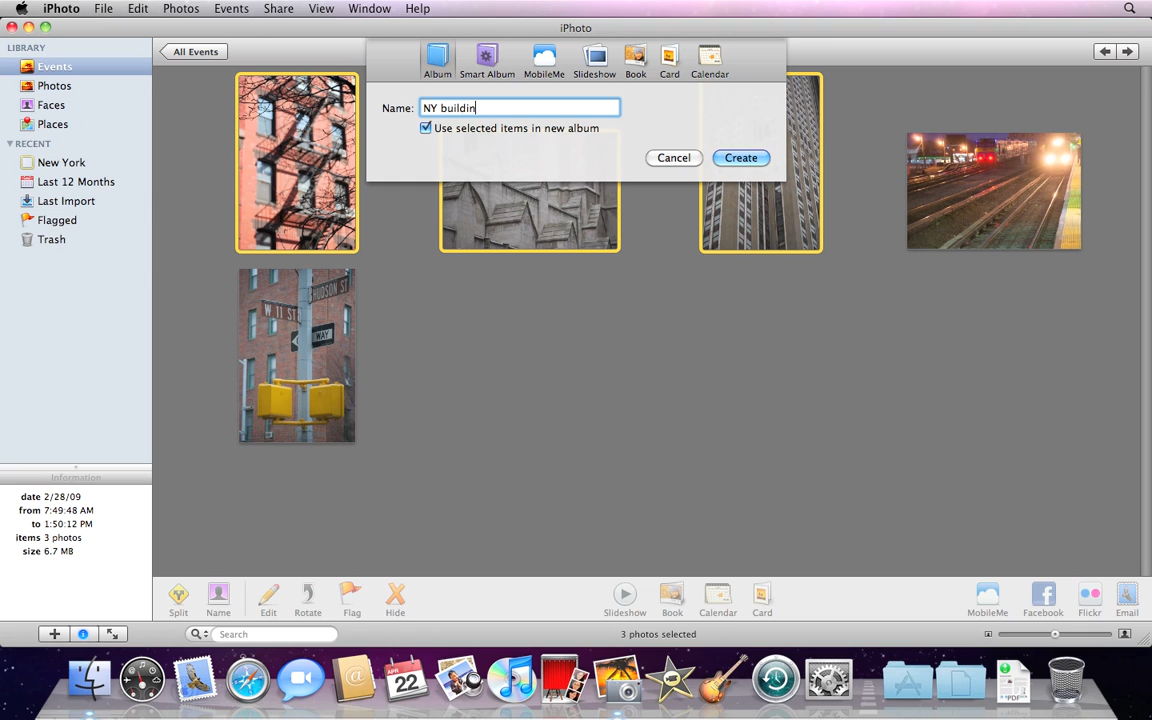 iPhoto File Edit Photos Events Share View Window Help
iPhoto
LIBRARY
Events
Photos
Faces
Places
RECENT
New York
Last 12 Months
Last Import
Flagged
Trash
All Events
Album Smart Album MobileMe Slideshow Book Card Calendar
Name: NY buildin
Use selected items in new album
Cancel Create
HUDSON ST
W 11 ST
WAY
Information
date 2/28/09
from 7:49:48 AM
to 1:50:12 PM
items 3 photos
size 6.7 MB
Split Name Edit Rotate Flag Hide Slideshow Book Calendar Card MobileMe Facebook Flickr Email
Search
3 photos selected
APR
22
PDF